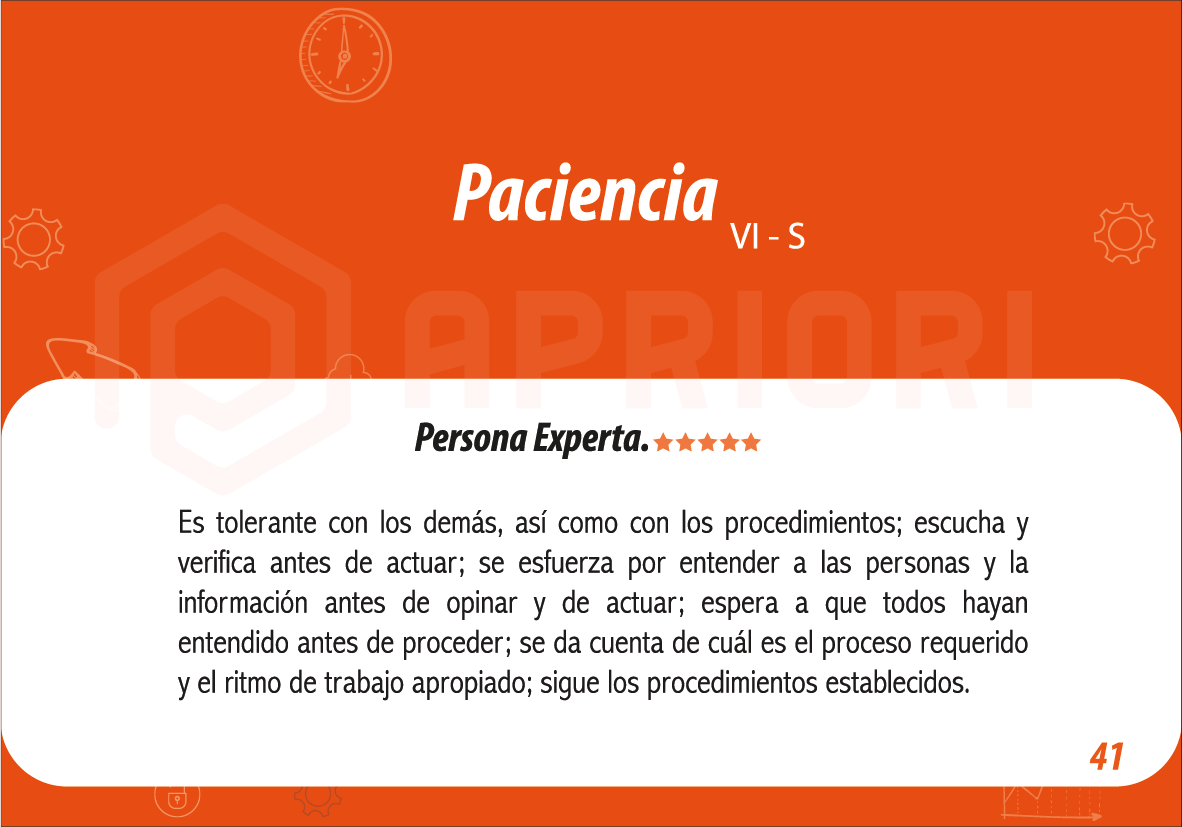 Paciencia
VI - S
APRIORI
Persona Experta.
Es tolerante con los demás, así como con los procedimientos; escucha y
verifica antes de actuar; se esfuerza por entender a las personas y la
información antes de opinar y de actuar; espera a que todos hayan
entendido antes de proceder; se da cuenta de cuál es el proceso requerido
y el ritmo de trabajo apropiado; sigue los procedimientos establecidos.
41